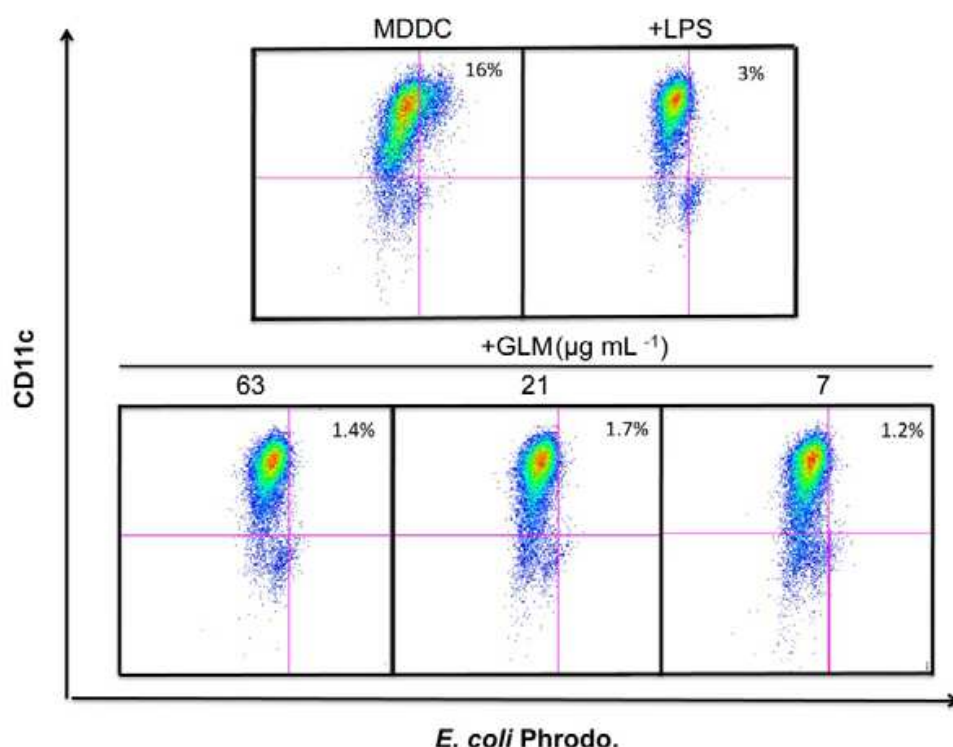 MDDC +LPS
16% 3%
+GLM (µg mL -1)
63 21 7
1.4% 1.7% 1.2%
CD11c
E. coli Phrodo.